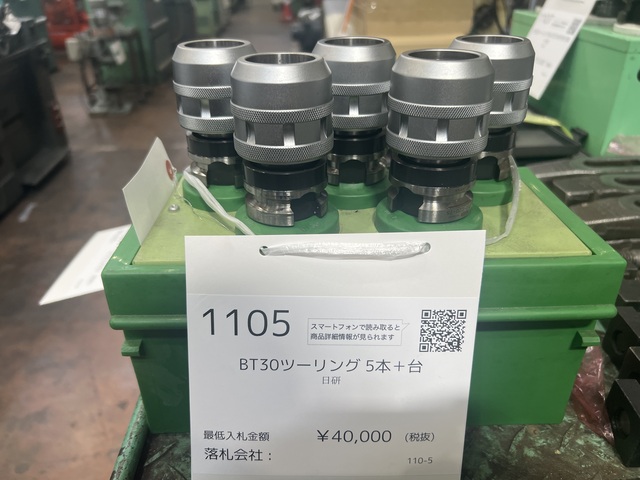 1105
スマートフォンで読み取ると
商品詳細情報が見られます
BT30ツーリング 5本＋台
日研
最低入札金額 ￥40,000 (税抜)
落札会社：
110-5